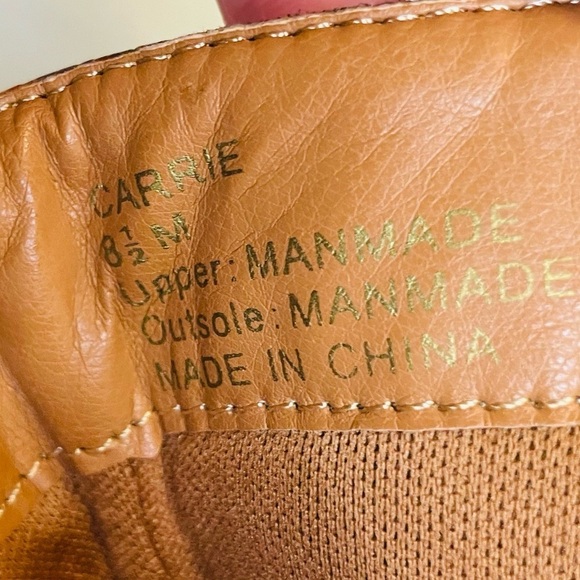 CARRIE
8½ M
Upper: MANMADE
Outsole: MANMADE
MADE IN CHINA